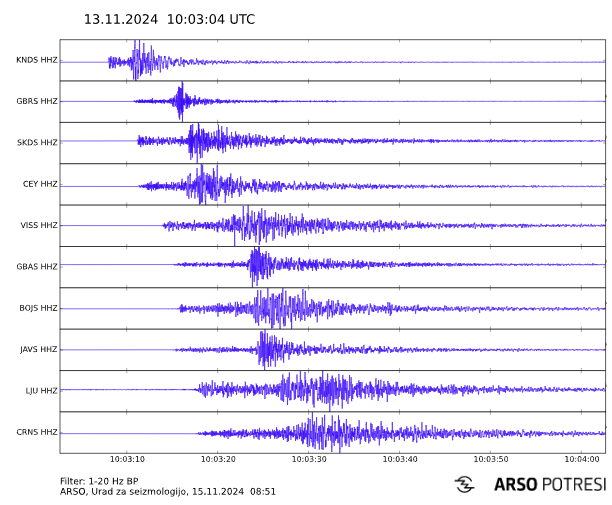 13.11.2024 10:03:04 UTC
KNDS HHZ
GBRS HHZ
SKDS HHZ
CEY HHZ
VISS HHZ
GBAS HHZ
BOJS HHZ
JAVS HHZ
LJU HHZ
CRNS HHZ
10:03:10 10:03:20 10:03:30 10:03:40 10:03:50 10:04:00
Filter: 1-20 Hz BP
ARSO, Urad za seizmologijo, 15.11.2024 08:51
ARSO POTRESI